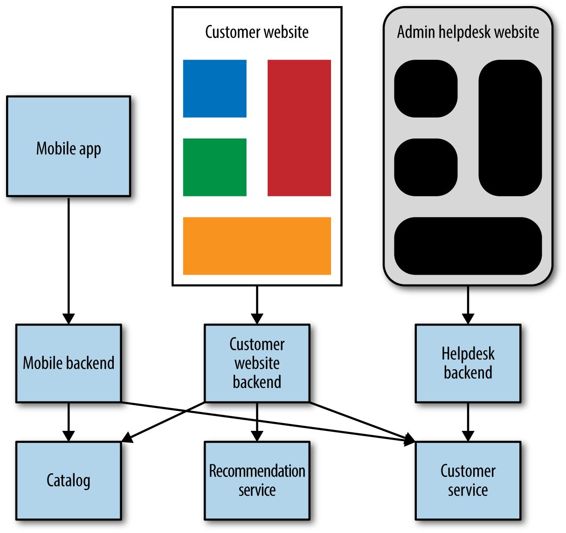 Customer website
Admin helpdesk website
Mobile app
Mobile backend
Customer
website
backend
Helpdesk
backend
Catalog
Recommendation
service
Customer
service